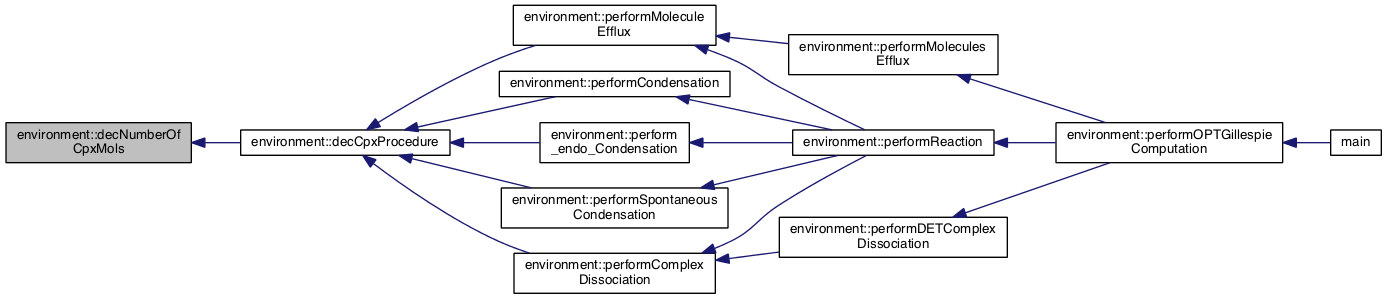 environment::decNumberOf
CpxMols
environment::decCpxProcedure
environment::performMolecule
Efflux
environment::performCondensation
environment::perform
_endo_Condensation
environment::performSpontaneous
Condensation
environment::performComplex
Dissociation
environment::performMolecules
Efflux
environment::performReaction
environment::performDETComplex
Dissociation
environment::performOPTGillespie
Computation
main